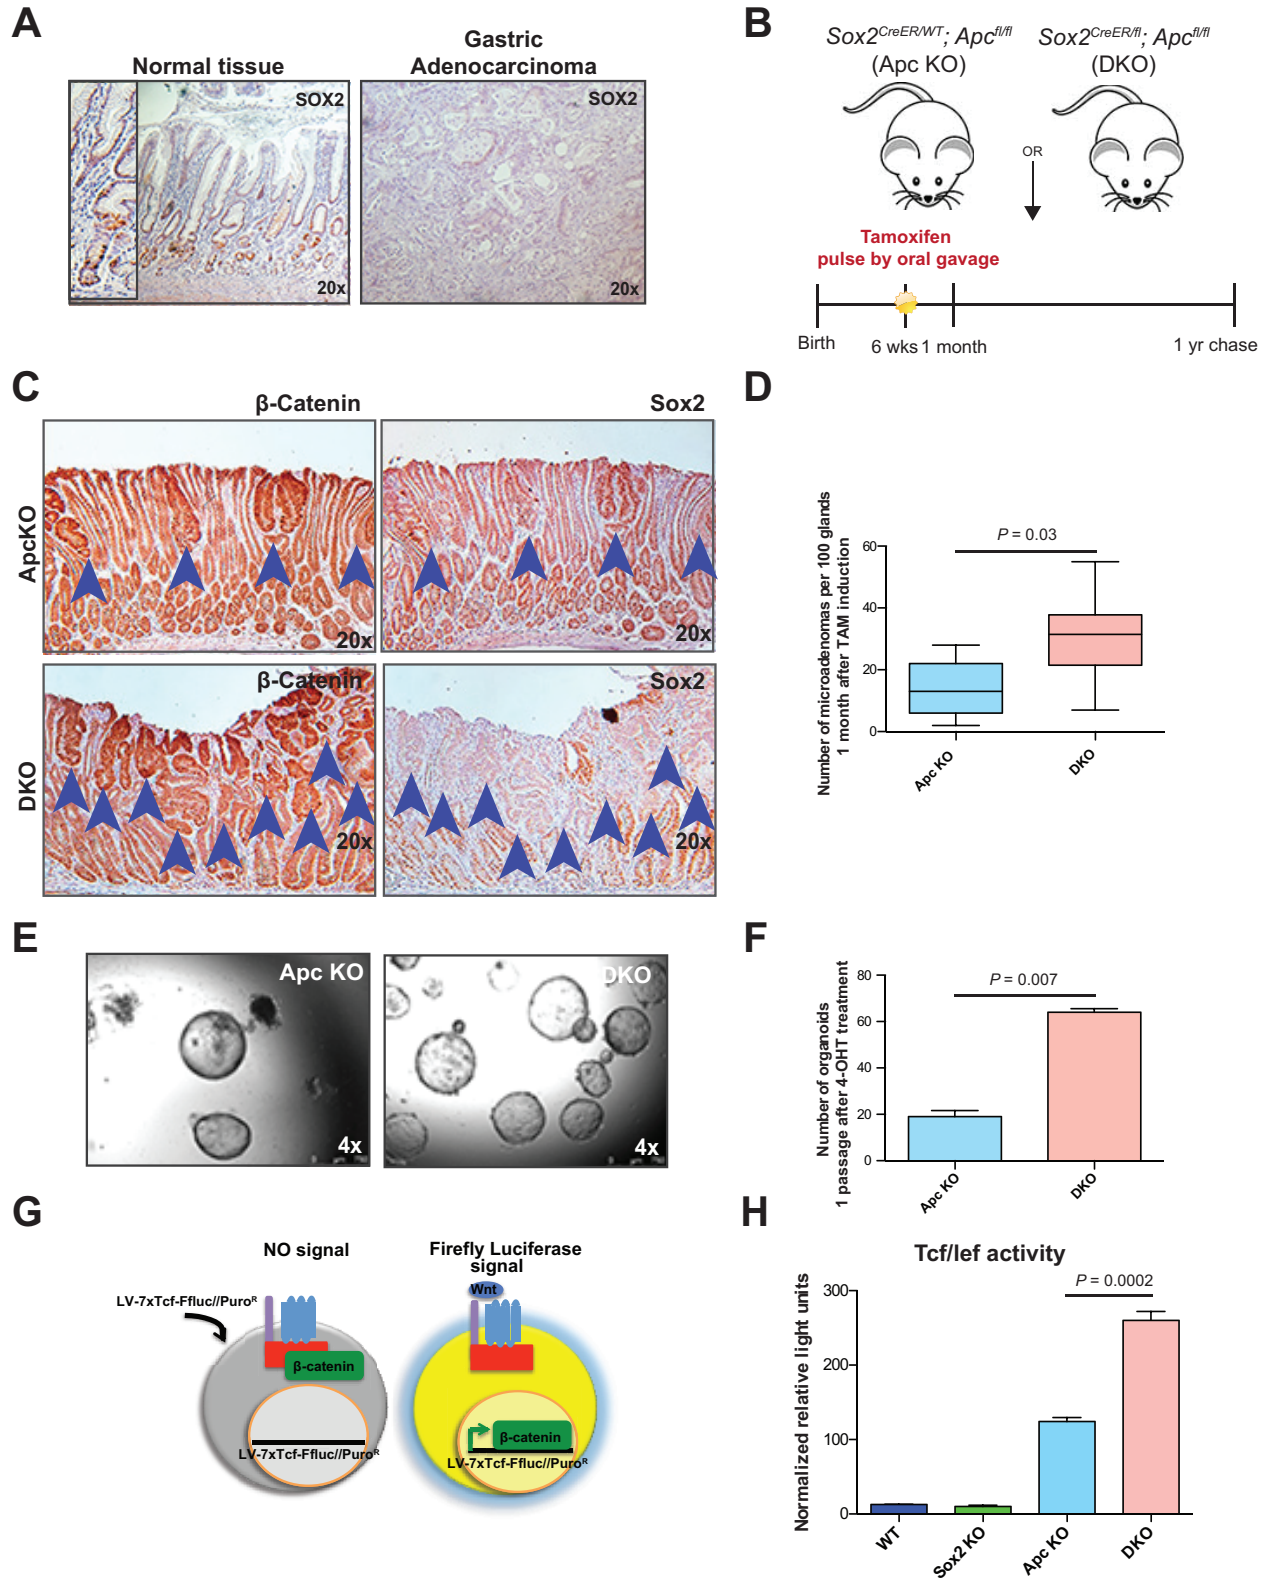 A
Normal tissue
Gastric
Adenocarcinoma
SOX2
20x
SOX2
20x
B
Sox2CreER/WT; Apcfl/fl
(Apc KO)
Sox2CreER/fl; Apcfl/fl
(DKO)
OR
Tamoxifen
pulse by oral gavage
Birth
6 wks
1 month
1 yr chase
C
β-Catenin
Sox2
ApcKO
20x
20x
DKO
β-Catenin
20x
Sox2
20x
D
Number of microadenomas per 100 glands
1 month after TAM induction
60
40
20
0
P = 0.03
Apc KO
DKO
E
Apc KO
4x
DKO
4x
F
Number of organoids
1 passage after 4-OHT treatment
80
60
40
20
0
P = 0.007
Apc KO
DKO
G
NO signal
LV-7xTcf-Ffluc//PuroR
β-catenin
LV-7xTcf-Ffluc//PuroR
Firefly Luciferase
signal
Wnt
β-catenin
LV-7xTcf-Ffluc//PuroR
H
Tcf/lef activity
Normalized relative light units
300
200
100
0
P = 0.0002
WT
Sox2 KO
Apc KO
DKO